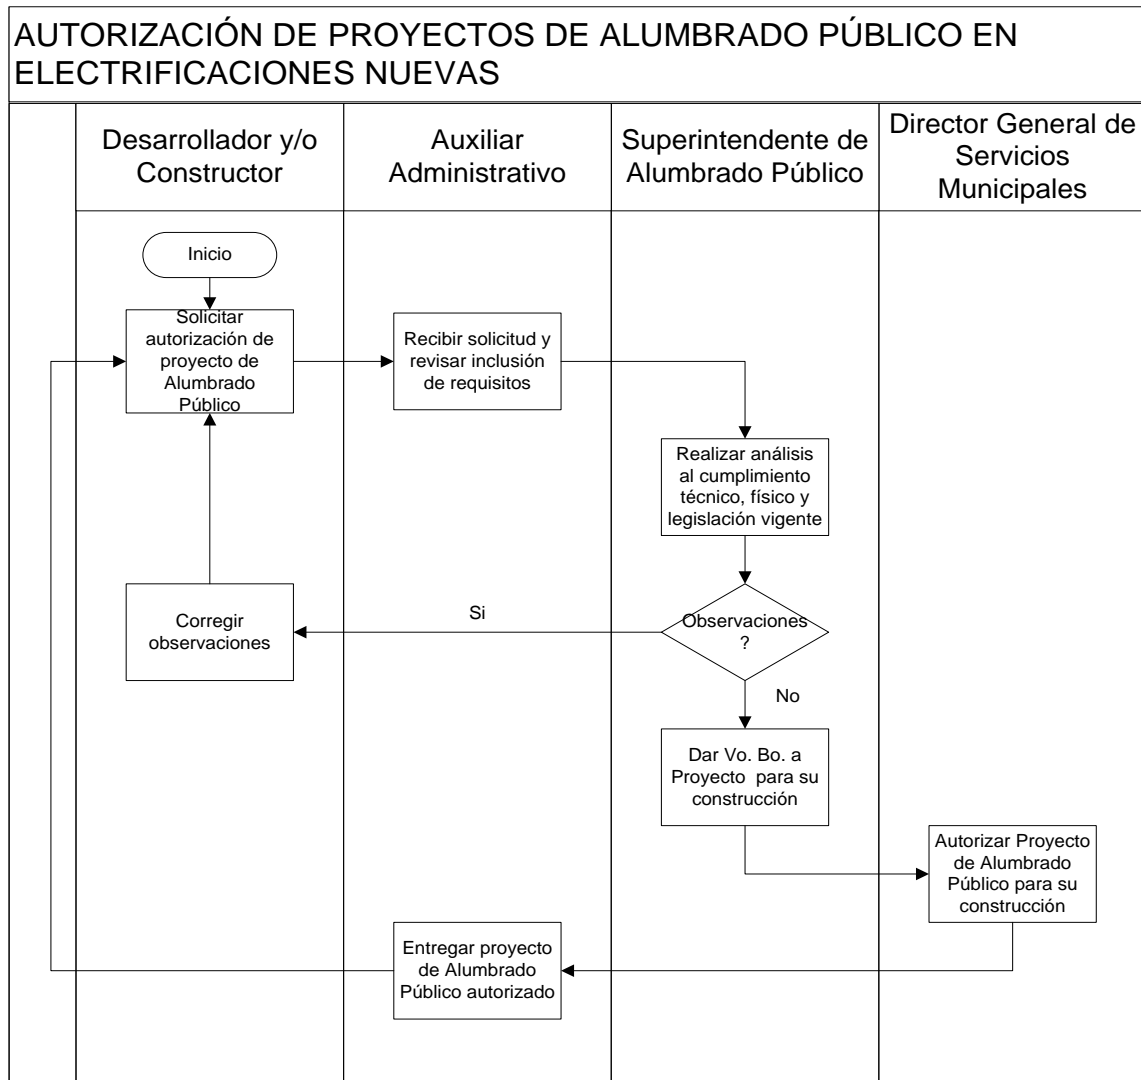 AUTORIZACIÓN DE PROYECTOS DE ALUMBRADO PÚBLICO EN
ELECTRIFICACIONES NUEVAS
Desarrollador y/o
Constructor
Auxiliar
Administrativo
Superintendente de
Alumbrado Público
Director General de
Servicios
Municipales
Inicio
Solicitar
autorización de
proyecto de
Alumbrado
Público
Recibir solicitud y
revisar inclusión
de requisitos
Realizar análisis
al cumplimiento
técnico, físico y
legislación vigente
Corregir
observaciones
Si
Observaciones
?
No
Dar Vo. Bo. a
Proyecto para su
construcción
Autorizar Proyecto
de Alumbrado
Público para su
construcción
Entregar proyecto
de Alumbrado
Público autorizado